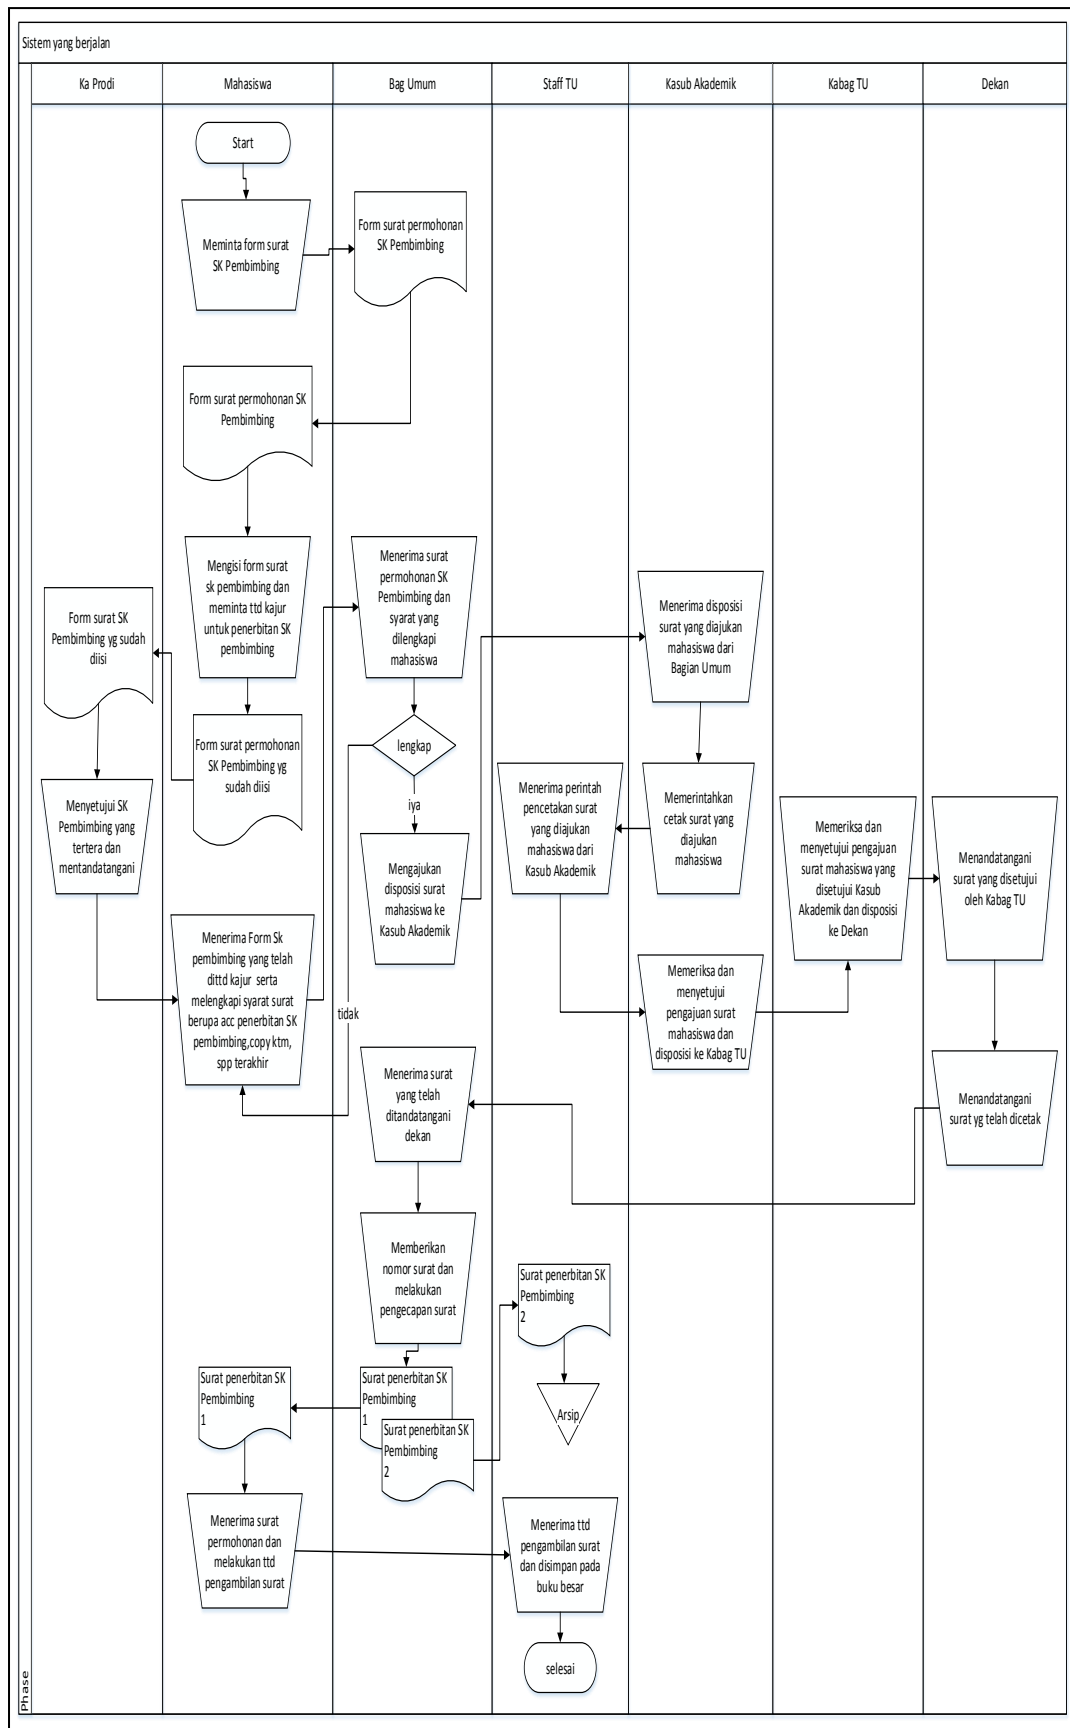 Sistem yang berjalan
Ka Prodi
Mahasiswa
Bag Umum
Staff TU
Kasub Akademik
Kabag TU
Dekan
Start
Meminta form surat
SK Pembimbing
Form surat permohonan
SK Pembimbing
Form surat permohonan SK
Pembimbing
Mengisi form surat
sk pembimbing dan
meminta ttd kajur
untuk penerbitan SK
pembimbing
Form surat permohonan
SK Pembimbing yg
sudah diisi
Form surat SK
Pembimbing yg sudah
diisi
Menyetujui SK
Pembimbing yang
tertera dan
mentandatangani
Menerima Form Sk
pembimbing yang telah
dittd kajur serta
melengkapi syarat surat
berupa acc penerbitan SK
pembimbing,copy ktm,
spp terakhir
Menerima surat
permohonan SK
Pembimbing dan
syarat yang
dilengkapi
mahasiswa
lengkap
iya
tidak
Mengajukan
disposisi surat
mahasiswa ke
Kasub Akademik
Menerima disposisi
surat yang diajukan
mahasiswa dari
Bagian Umum
Memerintahkan
cetak surat yang
diajukan
mahasiswa
Menerima perintah
pencetakan surat
yang diajukan
mahasiswa dari
Kasub Akademik
Memeriksa dan
menyetujui
pengajuan surat
mahasiswa dan
disposisi ke Kabag TU
Memeriksa dan
menyetujui pengajuan
surat mahasiswa yang
disetujui Kasub
Akademik dan disposisi
ke Dekan
Menandatangani
surat yang disetujui
oleh Kabag TU
Menandatangani
surat yg telah dicetak
Menerima surat
yang telah
ditandatangani
dekan
Memberikan
nomor surat dan
melakukan
pengecapan surat
Surat penerbitan SK
Pembimbing
1
Surat penerbitan SK
Pembimbing
2
Surat penerbitan SK
Pembimbing
2
Arsip
Surat penerbitan SK
Pembimbing
1
Menerima surat
permohonan dan
melakukan ttd
pengambilan surat
Menerima ttd
pengambilan surat
dan disimpan pada
buku besar
selesai
Phase